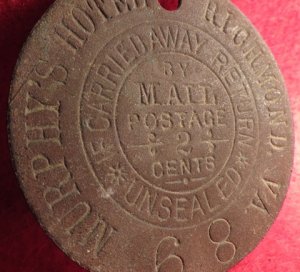 MURPHY'S HOTEL RICHMOND, VA
IF CARRIED AWAY RETURN
UNSEALED
BY
MAIL
POSTAGE
2
CENTS
68